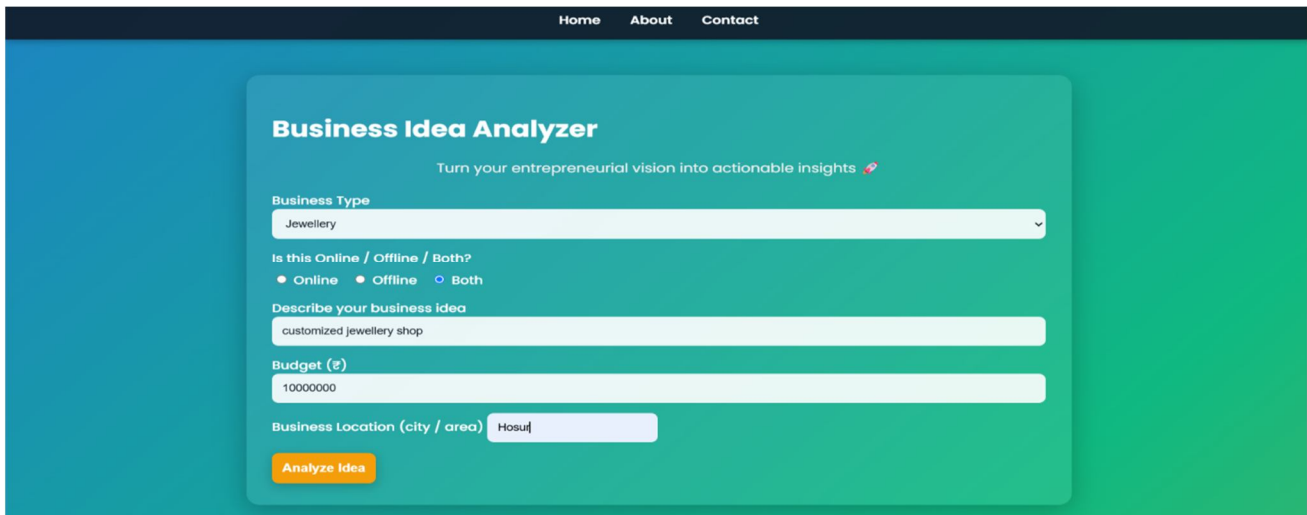 Home About Contact
Business Idea Analyzer
Turn your entrepreneurial vision into actionable insights 🚀
Business Type
Jewellery
Is this Online / Offline / Both?
Online Offline Both
Describe your business idea
customized jewellery shop
Budget (₹)
10000000
Business Location (city / area) Hosur
Analyze Idea